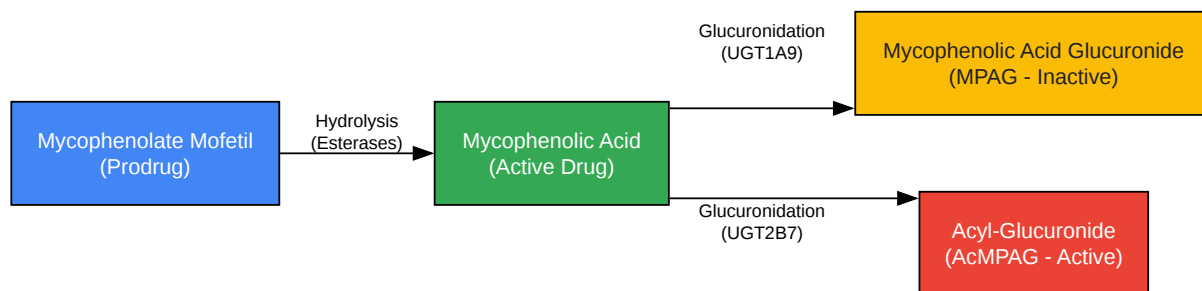 Mycophenolate Mofetil
(Prodrug)
Hydrolysis
(Esterases)
Mycophenolic Acid
(Active Drug)
Glucuronidation
(UGT1A9)
Mycophenolic Acid Glucuronide
(MPAG - Inactive)
Glucuronidation
(UGT2B7)
Acyl-Glucuronide
(AcMPAG - Active)